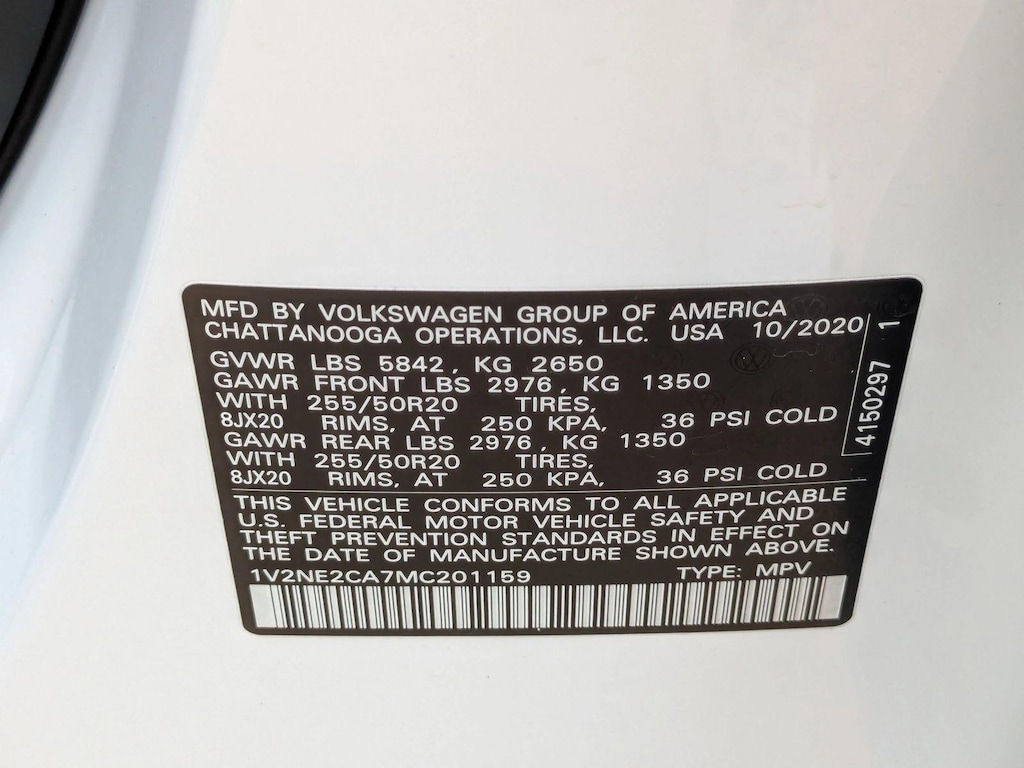 MFD BY VOLKSWAGEN GROUP OF AMERICA
CHATTANOOGA OPERATIONS, LLC. USA 10/2020
GVWR LBS 5842, KG 2650
GAWR FRONT LBS 2976, KG 1350
WITH 255/50R20 TIRES,
8JX20 RIMS, AT 250 KPA, 36 PSI COLD
GAWR REAR LBS 2976, KG 1350
WITH 255/50R20 TIRES,
8JX20 RIMS, AT 250 KPA, 36 PSI COLD
THIS VEHICLE CONFORMS TO ALL APPLICABLE
U.S. FEDERAL MOTOR VEHICLE SAFETY AND
THEFT PREVENTION STANDARDS IN EFFECT ON
THE DATE OF MANUFACTURE SHOWN ABOVE.
1V2NE2CA7MC201159 TYPE: MPV
4150297 1